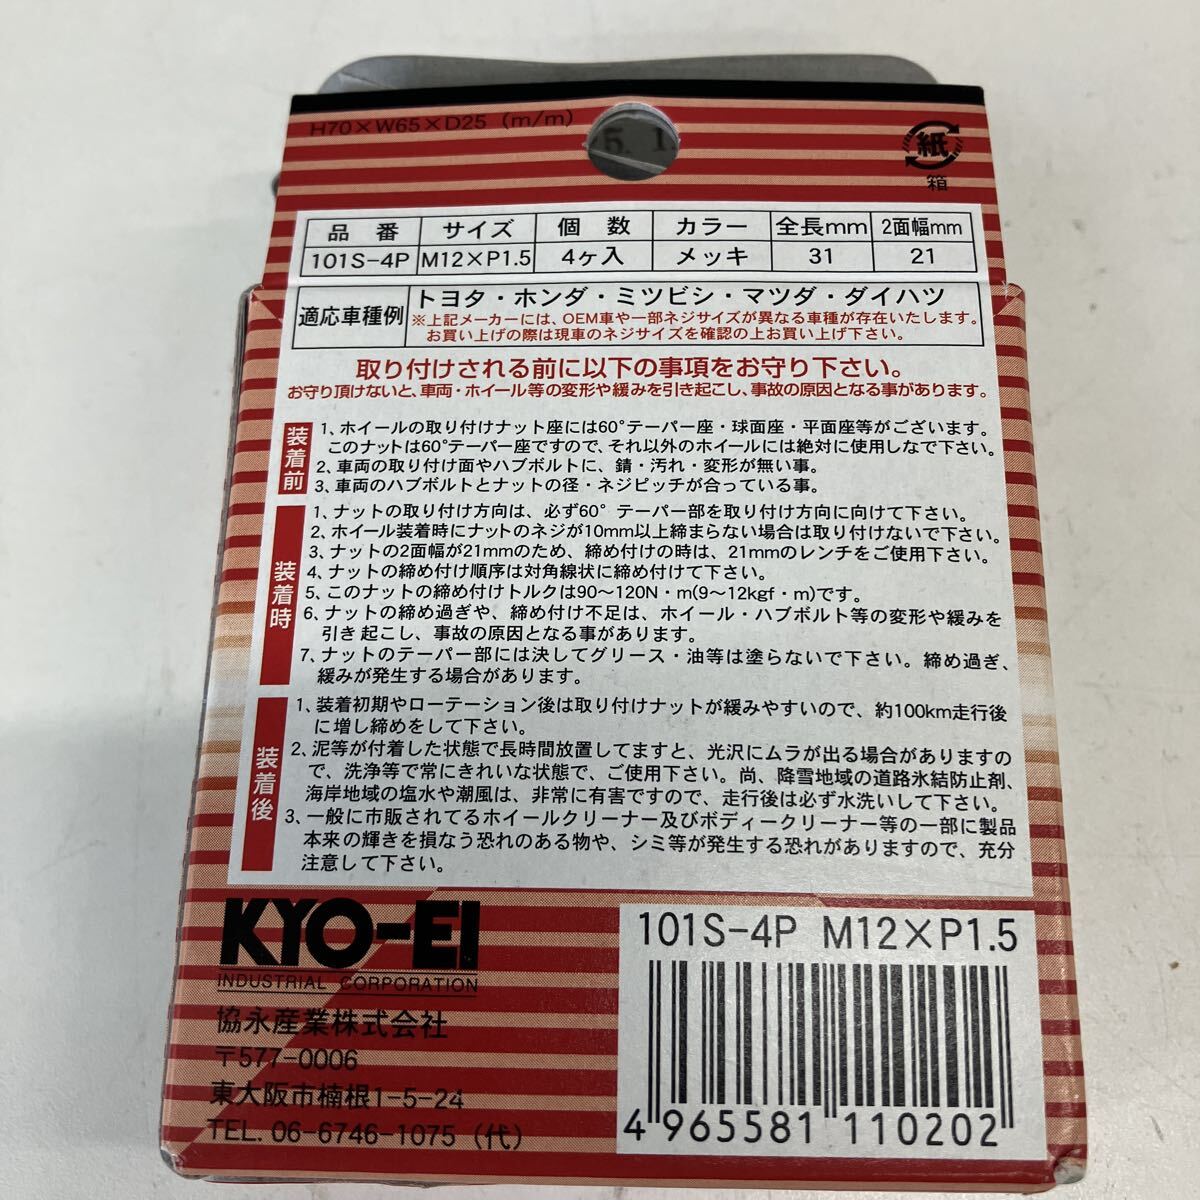 H70×W65×D25 (m/m)
5. 1
紙
箱
品 番 サイズ 個 数 カラー 全長mm 2面幅mm
101S-4P M12×P1.5 4ヶ入 メッキ 31 21
適応車種例
トヨタ・ホンダ・ミツビシ・マツダ・ダイハツ
※上記メーカーには、OEM車や一部ネジサイズが異なる車種が存在いたします。
お買い上げの際は現車のネジサイズを確認の上お買い上げ下さい。
取り付けされる前に以下の事項をお守り下さい。
お守り頂けないと、車両・ホイール等の変形や緩みを引き起こし、事故の原因となる事があります。
装着前
1、ホイールの取り付けナット座には60°テーパー座・球面座・平面座等がございます。
このナットは60°テーパー座ですので、それ以外のホイールには絶対に使用しなで下さい。
2、車両の取り付け面やハブボルトに、錆・汚れ・変形が無い事。
3、車両のハブボルトとナットの径・ネジピッチが合っている事。
装着時
1、ナットの取り付け方向は、必ず60°テーパー部を取り付け方向に向けて下さい。
2、ホイール装着時にナットのネジが10mm以上締まらない場合は取り付けないで下さい。
3、ナットの2面幅が21mmのため、締め付けの時は、21mmのレンチをご使用下さい。
4、ナットの締め付け順序は対角線状に締め付けて下さい。
5、このナットの締め付けトルクは90〜120N・m(9〜12kgf・m)です。
6、ナットの締め過ぎや、締め付け不足は、ホイール・ハブボルト等の変形や緩みを
引き起こし、事故の原因となる事があります。
7、ナットのテーパー部には決してグリース・油等は塗らないで下さい。締め過ぎ、
緩みが発生する場合があります。
装着後
1、装着初期やローテーション後は取り付けナットが緩みやすいので、約100km走行後
に増し締めをして下さい。
2、泥等が付着した状態で長時間放置してますと、光沢にムラが出る場合がありますの
で、洗浄等で常にきれいな状態で、ご使用下さい。尚、降雪地域の道路氷結防止剤、
海岸地域の塩水や潮風は、非常に有害ですので、走行後は必ず水洗いして下さい。
3、一般に市販されてるホイールクリーナー及びボディークリーナー等の一部に製品
本来の輝きを損なう恐れのある物や、シミ等が発生する恐れがありますので、充分
注意して下さい。
KYO-EI
INDUSTRIAL CORPORATION
協永産業株式会社
〒577-0006
東大阪市楠根1-5-24
TEL. 06-6746-1075 (代)
101S-4P M12×P1.5
4 965581 110202